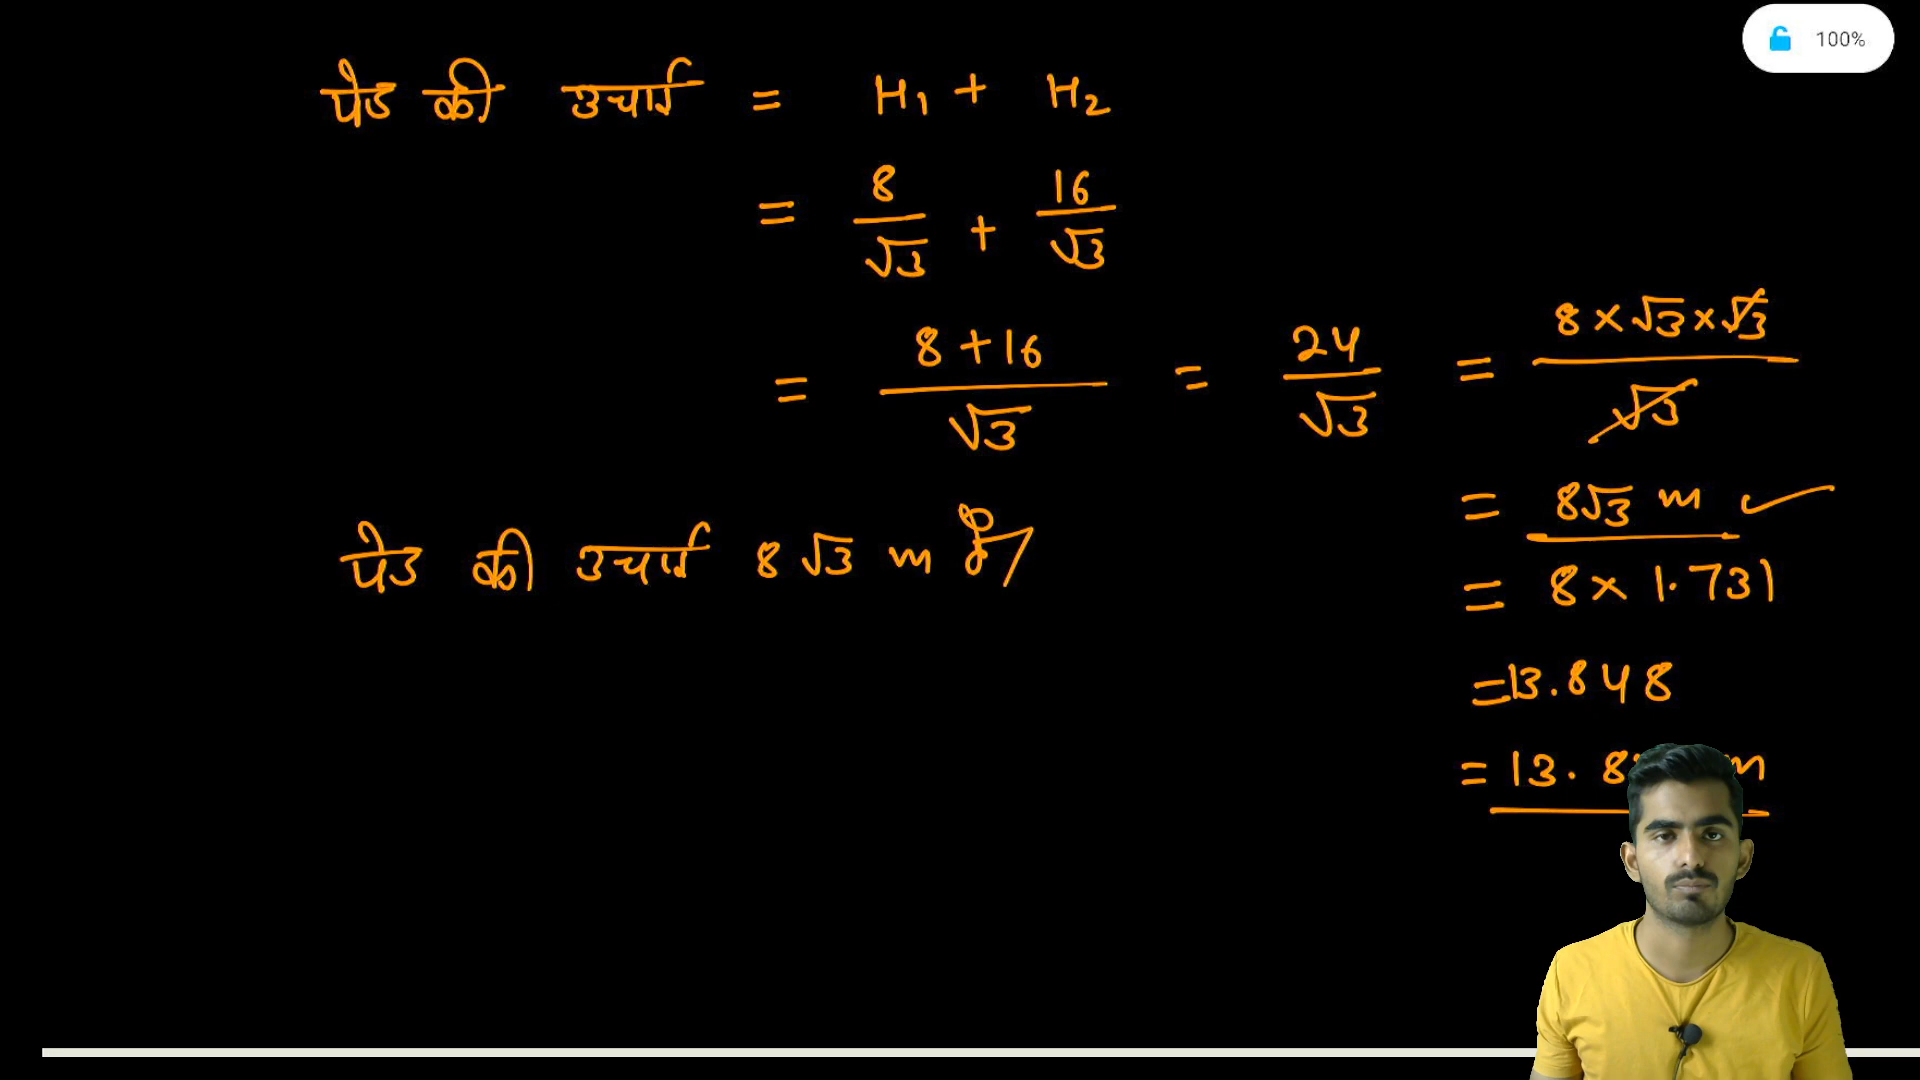 100%
पेड की उचाई = H₁ + H₂
= 8/√3 + 16/√3
= (8+16)/√3 = 24/√3 = (8×√3×√3)/√3
= 8√3 m ✓
पेड की उचाई 8√3 m है/
= 8×1.731
=13.848
= 13.8 m